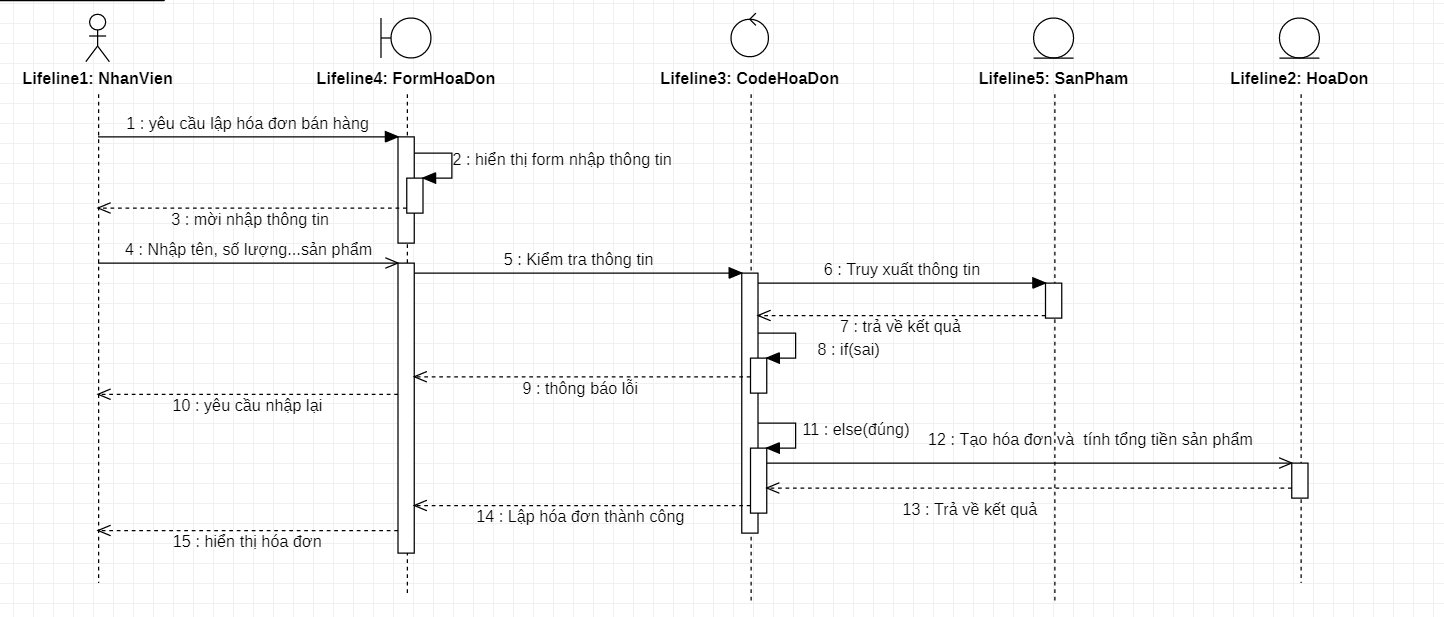 Lifeline1: NhanVien
Lifeline4: FormHoaDon
Lifeline3: CodeHoaDon
Lifeline5: SanPham
Lifeline2: HoaDon
1 : yêu cầu lập hóa đơn bán hàng
2 : hiển thị form nhập thông tin
3 : mời nhập thông tin
4 : Nhập tên, số lượng...sản phẩm
5 : Kiểm tra thông tin
6 : Truy xuất thông tin
7 : trả về kết quả
8 : if(sai)
9 : thông báo lỗi
10 : yêu cầu nhập lại
11 : else(đúng)
12 : Tạo hóa đơn và  tính tổng tiền sản phẩm
13 : Trả về kết quả
14 : Lập hóa đơn thành công
15 : hiển thị hóa đơn